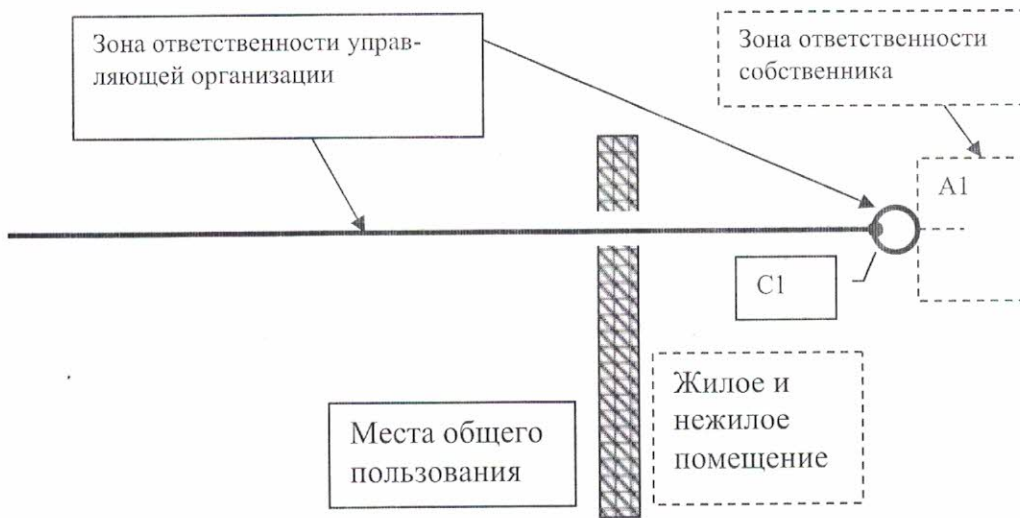 Зона ответственности управ-
ляющей организации
Зона ответственности
собственника
А1
С1
Места общего
пользования
Жилое и
нежилое
помещение